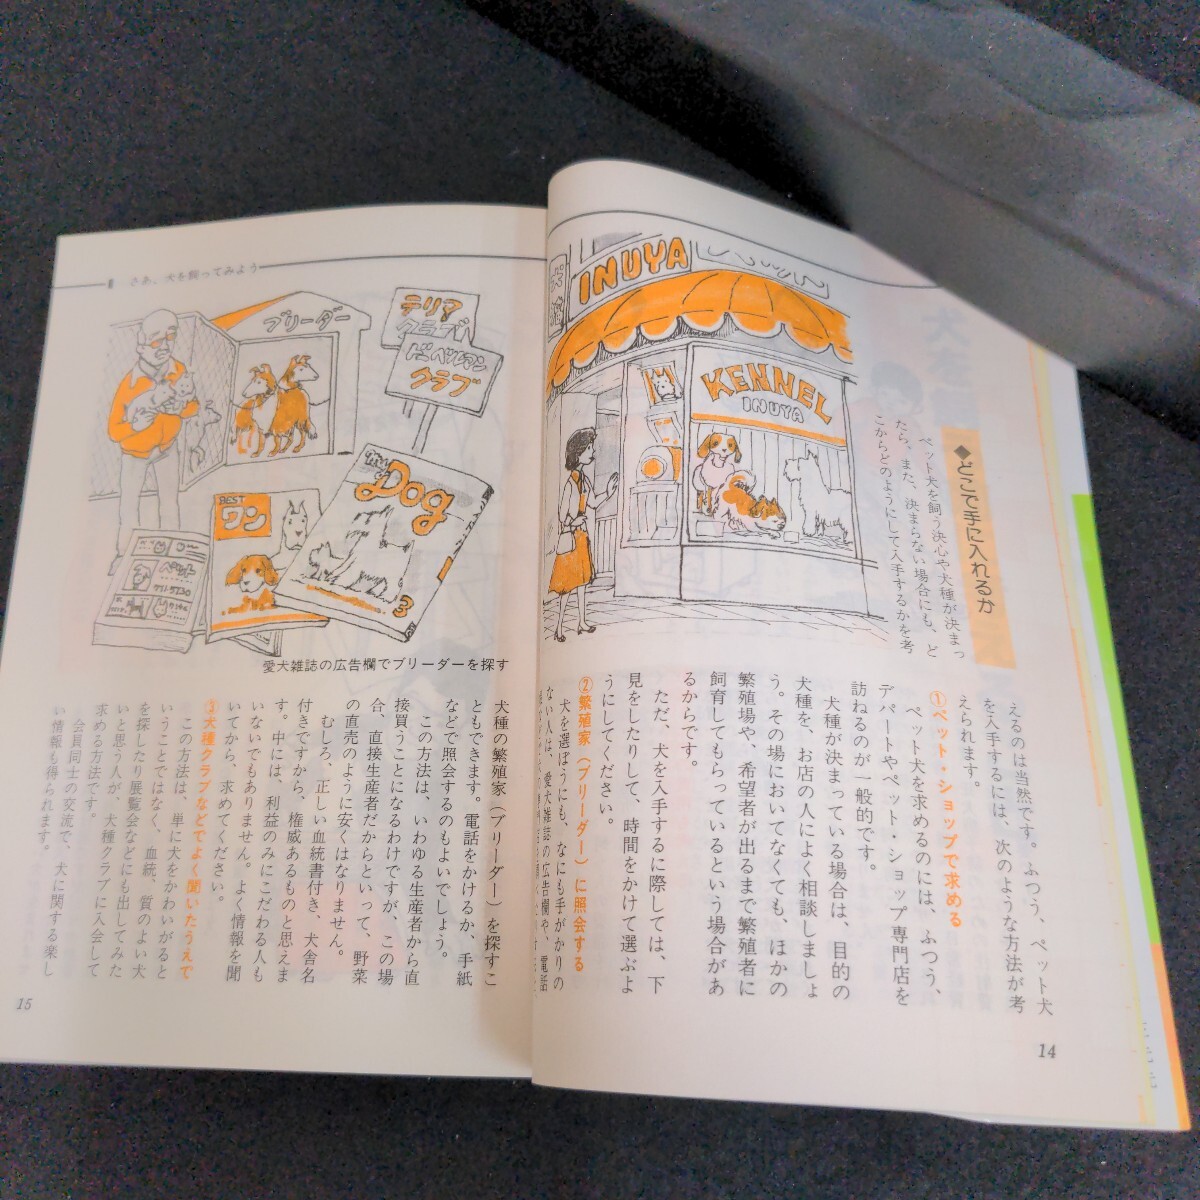 INUYA
KENNEL
INUYA
◆どこで手に入れるか
ペット犬を飼う決心や犬種が決まっ
たら、また、決まらない場合にも、ど
こからどのようにして入手するかを考
えるのは当然です。ふつう、ペット犬
を入手するには、次のような方法が考
えられます。
①ペット・ショップで求める
ペット犬を求めるのには、ふつう、
デパートやペット・ショップ専門店を
訪ねるのが一般的です。
犬種が決まっている場合は、目的の
犬種を、お店の人によく相談しましょ
う。その場においてなくても、ほかの
繁殖場や、希望者が出るまで繁殖者に
飼育してもらっているという場合があ
るからです。
ただ、犬を入手するに際しては、下
見をしたりして、時間をかけて選ぶよ
うにしてください。
②繁殖家（ブリーダー）に照会する
犬を選ぼうにも、なにも手がかりの
ない人は、愛犬雑誌の広告欄や、電話
14
さあ、犬を飼ってみよう
ブリーダー
テリア
クラブ
ドーベルマン
クラブ
BEST
ワン
my
Dog
3
ペット
愛犬雑誌の広告欄でブリーダーを探す
犬種の繁殖家（ブリーダー）を探すこ
ともできます。電話をかけるか、手紙
などで照会するのもよいでしょう。
この方法は、いわゆる生産者から直
接買うことになるわけですが、この場
合、直接生産者だからといって、野菜
の直売のように安くはなりません。
むしろ、正しい血統書付き、犬舎名
付きですから、権威あるものと思えま
す。中には、利益のみにこだわる人も
いないでもありません。よく情報を聞
いてから、求めてください。
③犬種クラブなどでよく聞いたうえで
この方法は、単に犬をかわいがると
いうことではなく、血統、質のよい犬
を探したり展覧会などにも出してみた
いと思う人が、犬種クラブに入会して
求める方法です。
会員同士の交流で、犬に関する楽し
い情報も得られます。
15